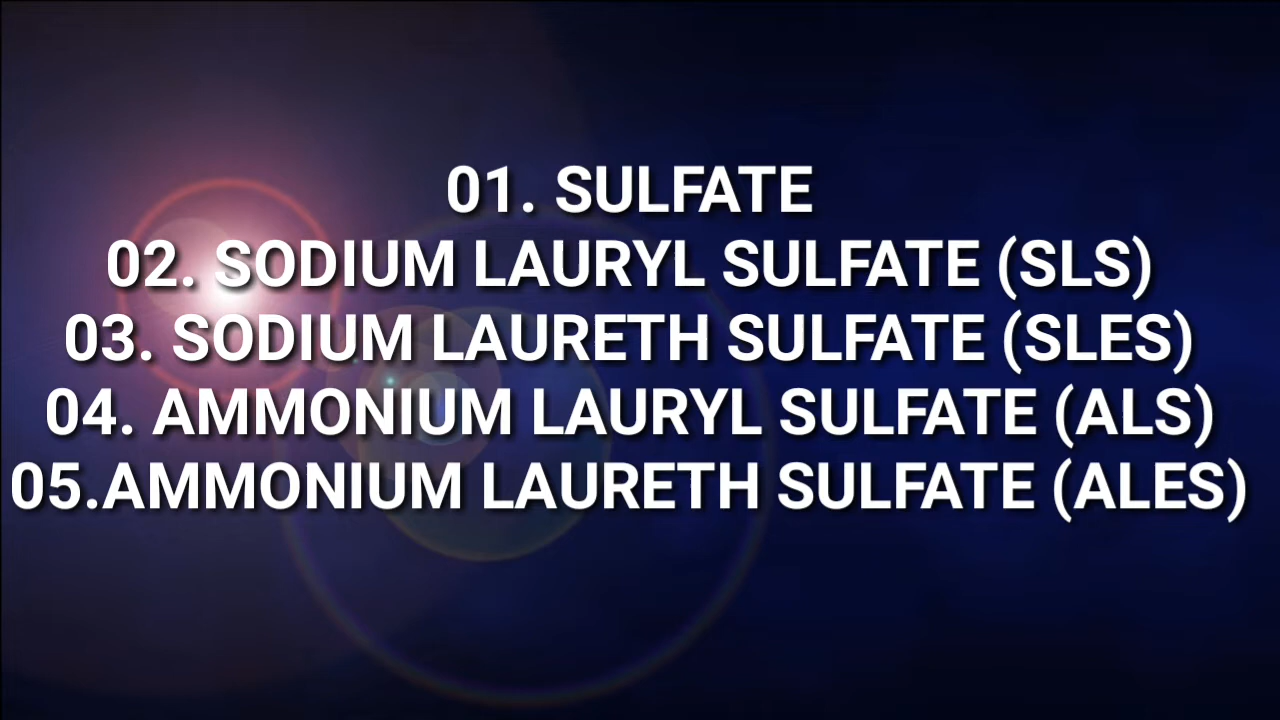 01. SULFATE
02. SODIUM LAURYL SULFATE (SLS)
03. SODIUM LAURETH SULFATE (SLES)
04. AMMONIUM LAURYL SULFATE (ALS)
05.AMMONIUM LAURETH SULFATE (ALES)